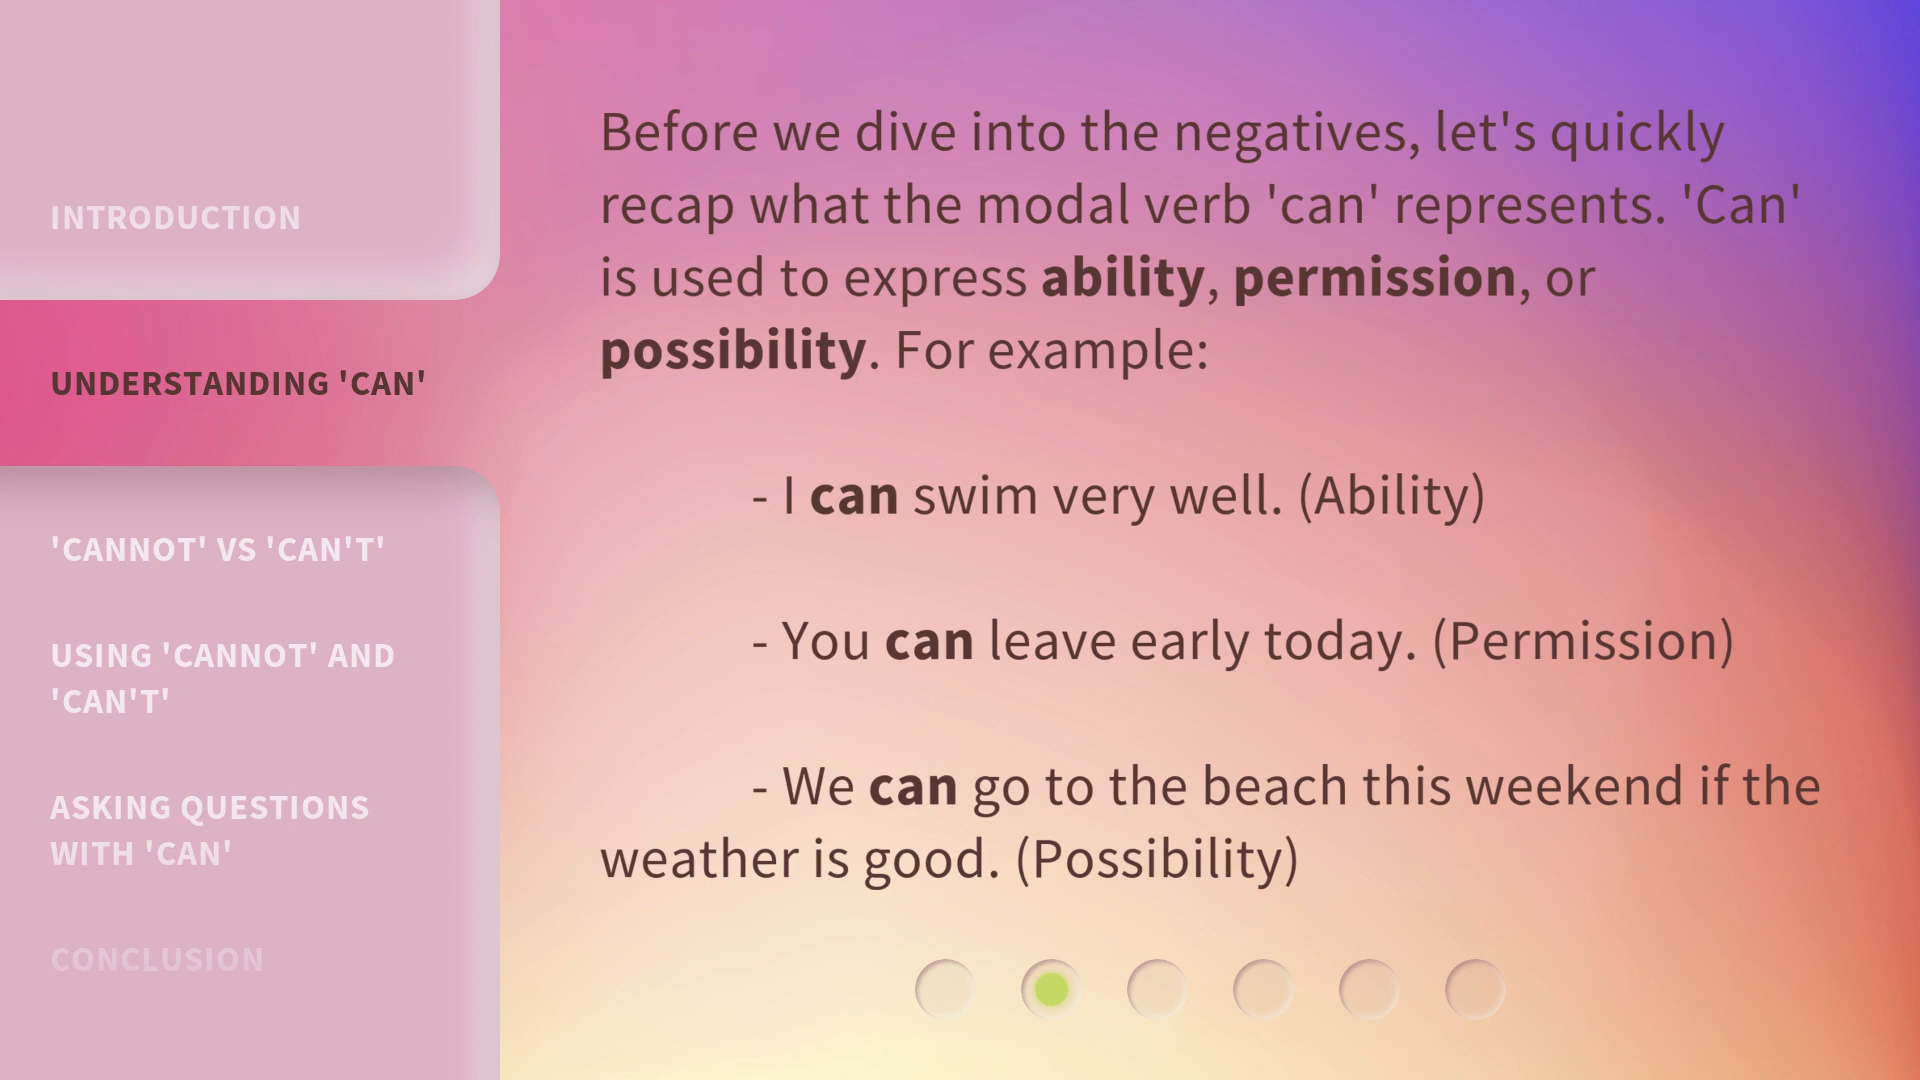 INTRODUCTION
UNDERSTANDING 'CAN'
'CANNOT' VS 'CAN'T'
USING 'CANNOT' AND
'CAN'T'
ASKING QUESTIONS
WITH 'CAN'
CONCLUSION
Before we dive into the negatives, let's quickly
recap what the modal verb 'can' represents. 'Can'
is used to express ability, permission, or
possibility. For example:
- I can swim very well. (Ability)
- You can leave early today. (Permission)
- We can go to the beach this weekend if the
weather is good. (Possibility)